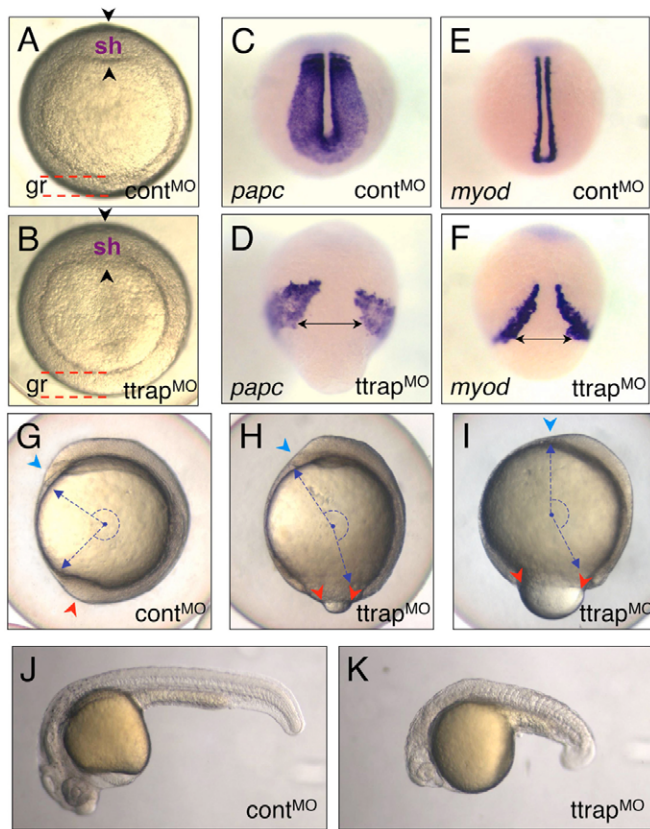 A
sh
gr
cont^MO
B
sh
gr
ttrap^MO
C
papc
cont^MO
D
papc
ttrap^MO
E
myod
cont^MO
F
myod
ttrap^MO
G
cont^MO
H
ttrap^MO
I
ttrap^MO
J
cont^MO
K
ttrap^MO